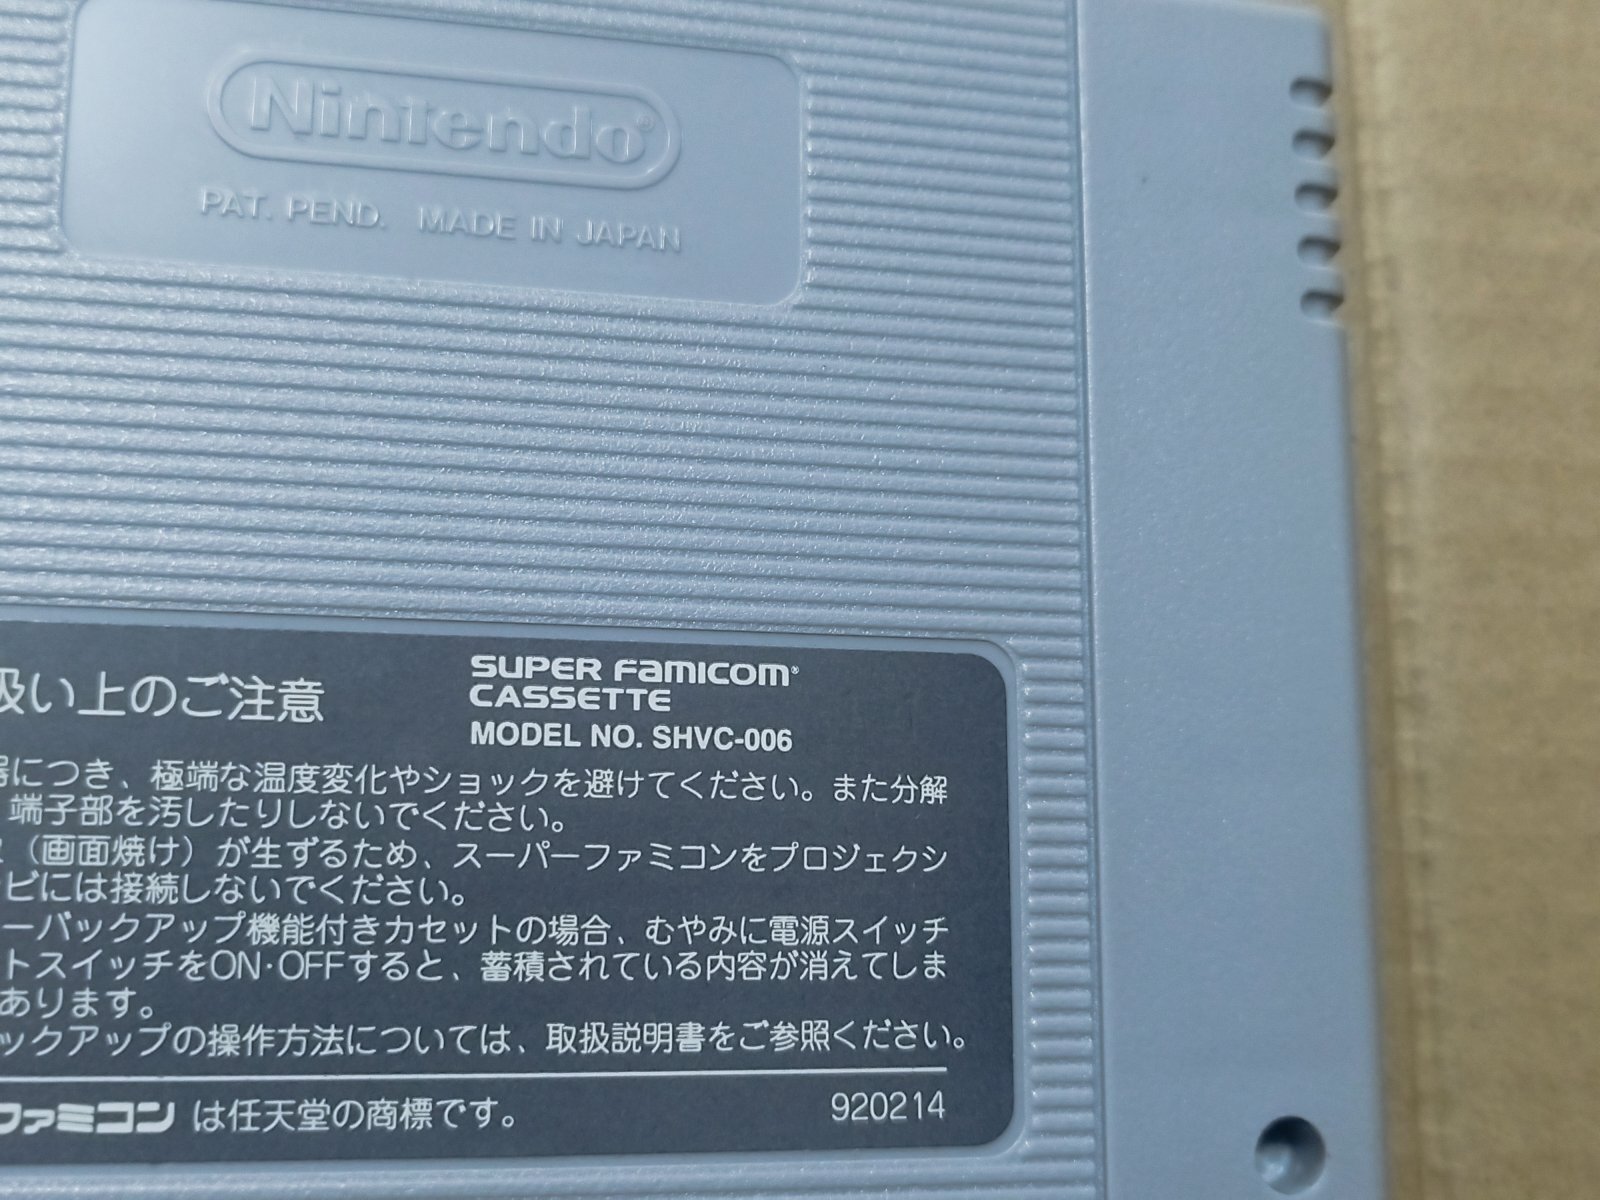 Nintendo®
PAT. PEND. MADE IN JAPAN
扱い上のご注意
SUPER FAMICOM®
CASSETTE
MODEL NO. SHVC-006
器につき、極端な温度変化やショックを避けてください。また分解
端子部を汚したりしないでください。
（画面焼け）が生ずるため、スーパーファミコンをプロジェクシ
ビには接続しないでください。
ーバックアップ機能付きカセットの場合、むやみに電源スイッチ
トスイッチをON・OFFすると、蓄積されている内容が消えてしま
あります。
ックアップの操作方法については、取扱説明書をご参照ください。
ファミコン は任天堂の商標です。
920214